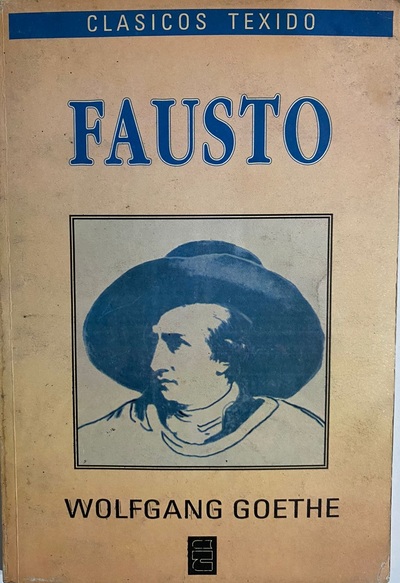 CLASICOS TEXIDO
FAUSTO
WOLFGANG GOETHE